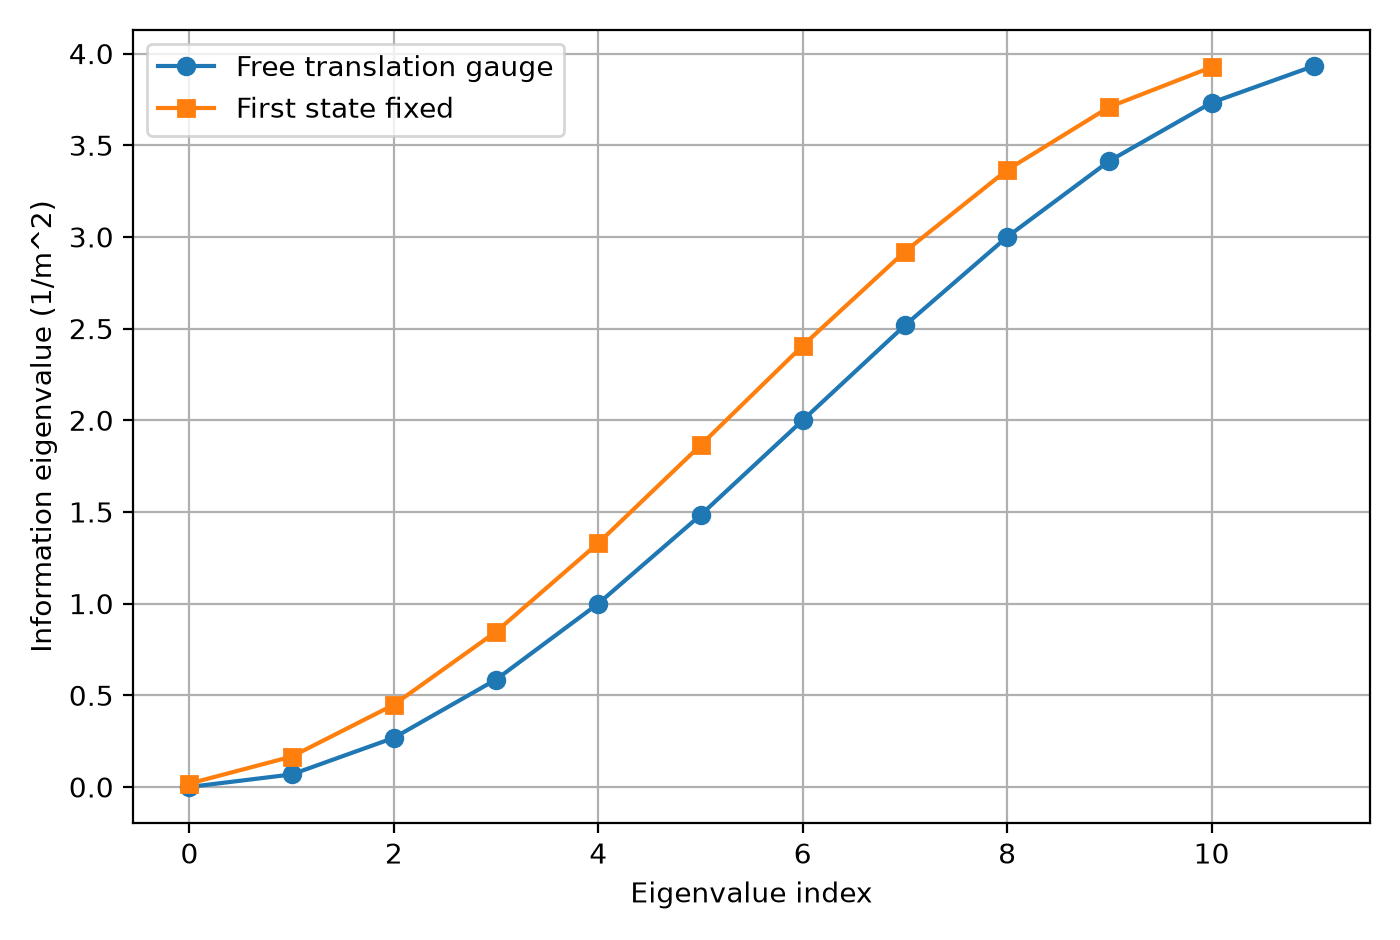 Free translation gauge
First state fixed
4.0
3.5
3.0
2.5
2.0
1.5
1.0
0.5
0.0
Information eigenvalue (1/m^2)
0 2 4 6 8 10
Eigenvalue index